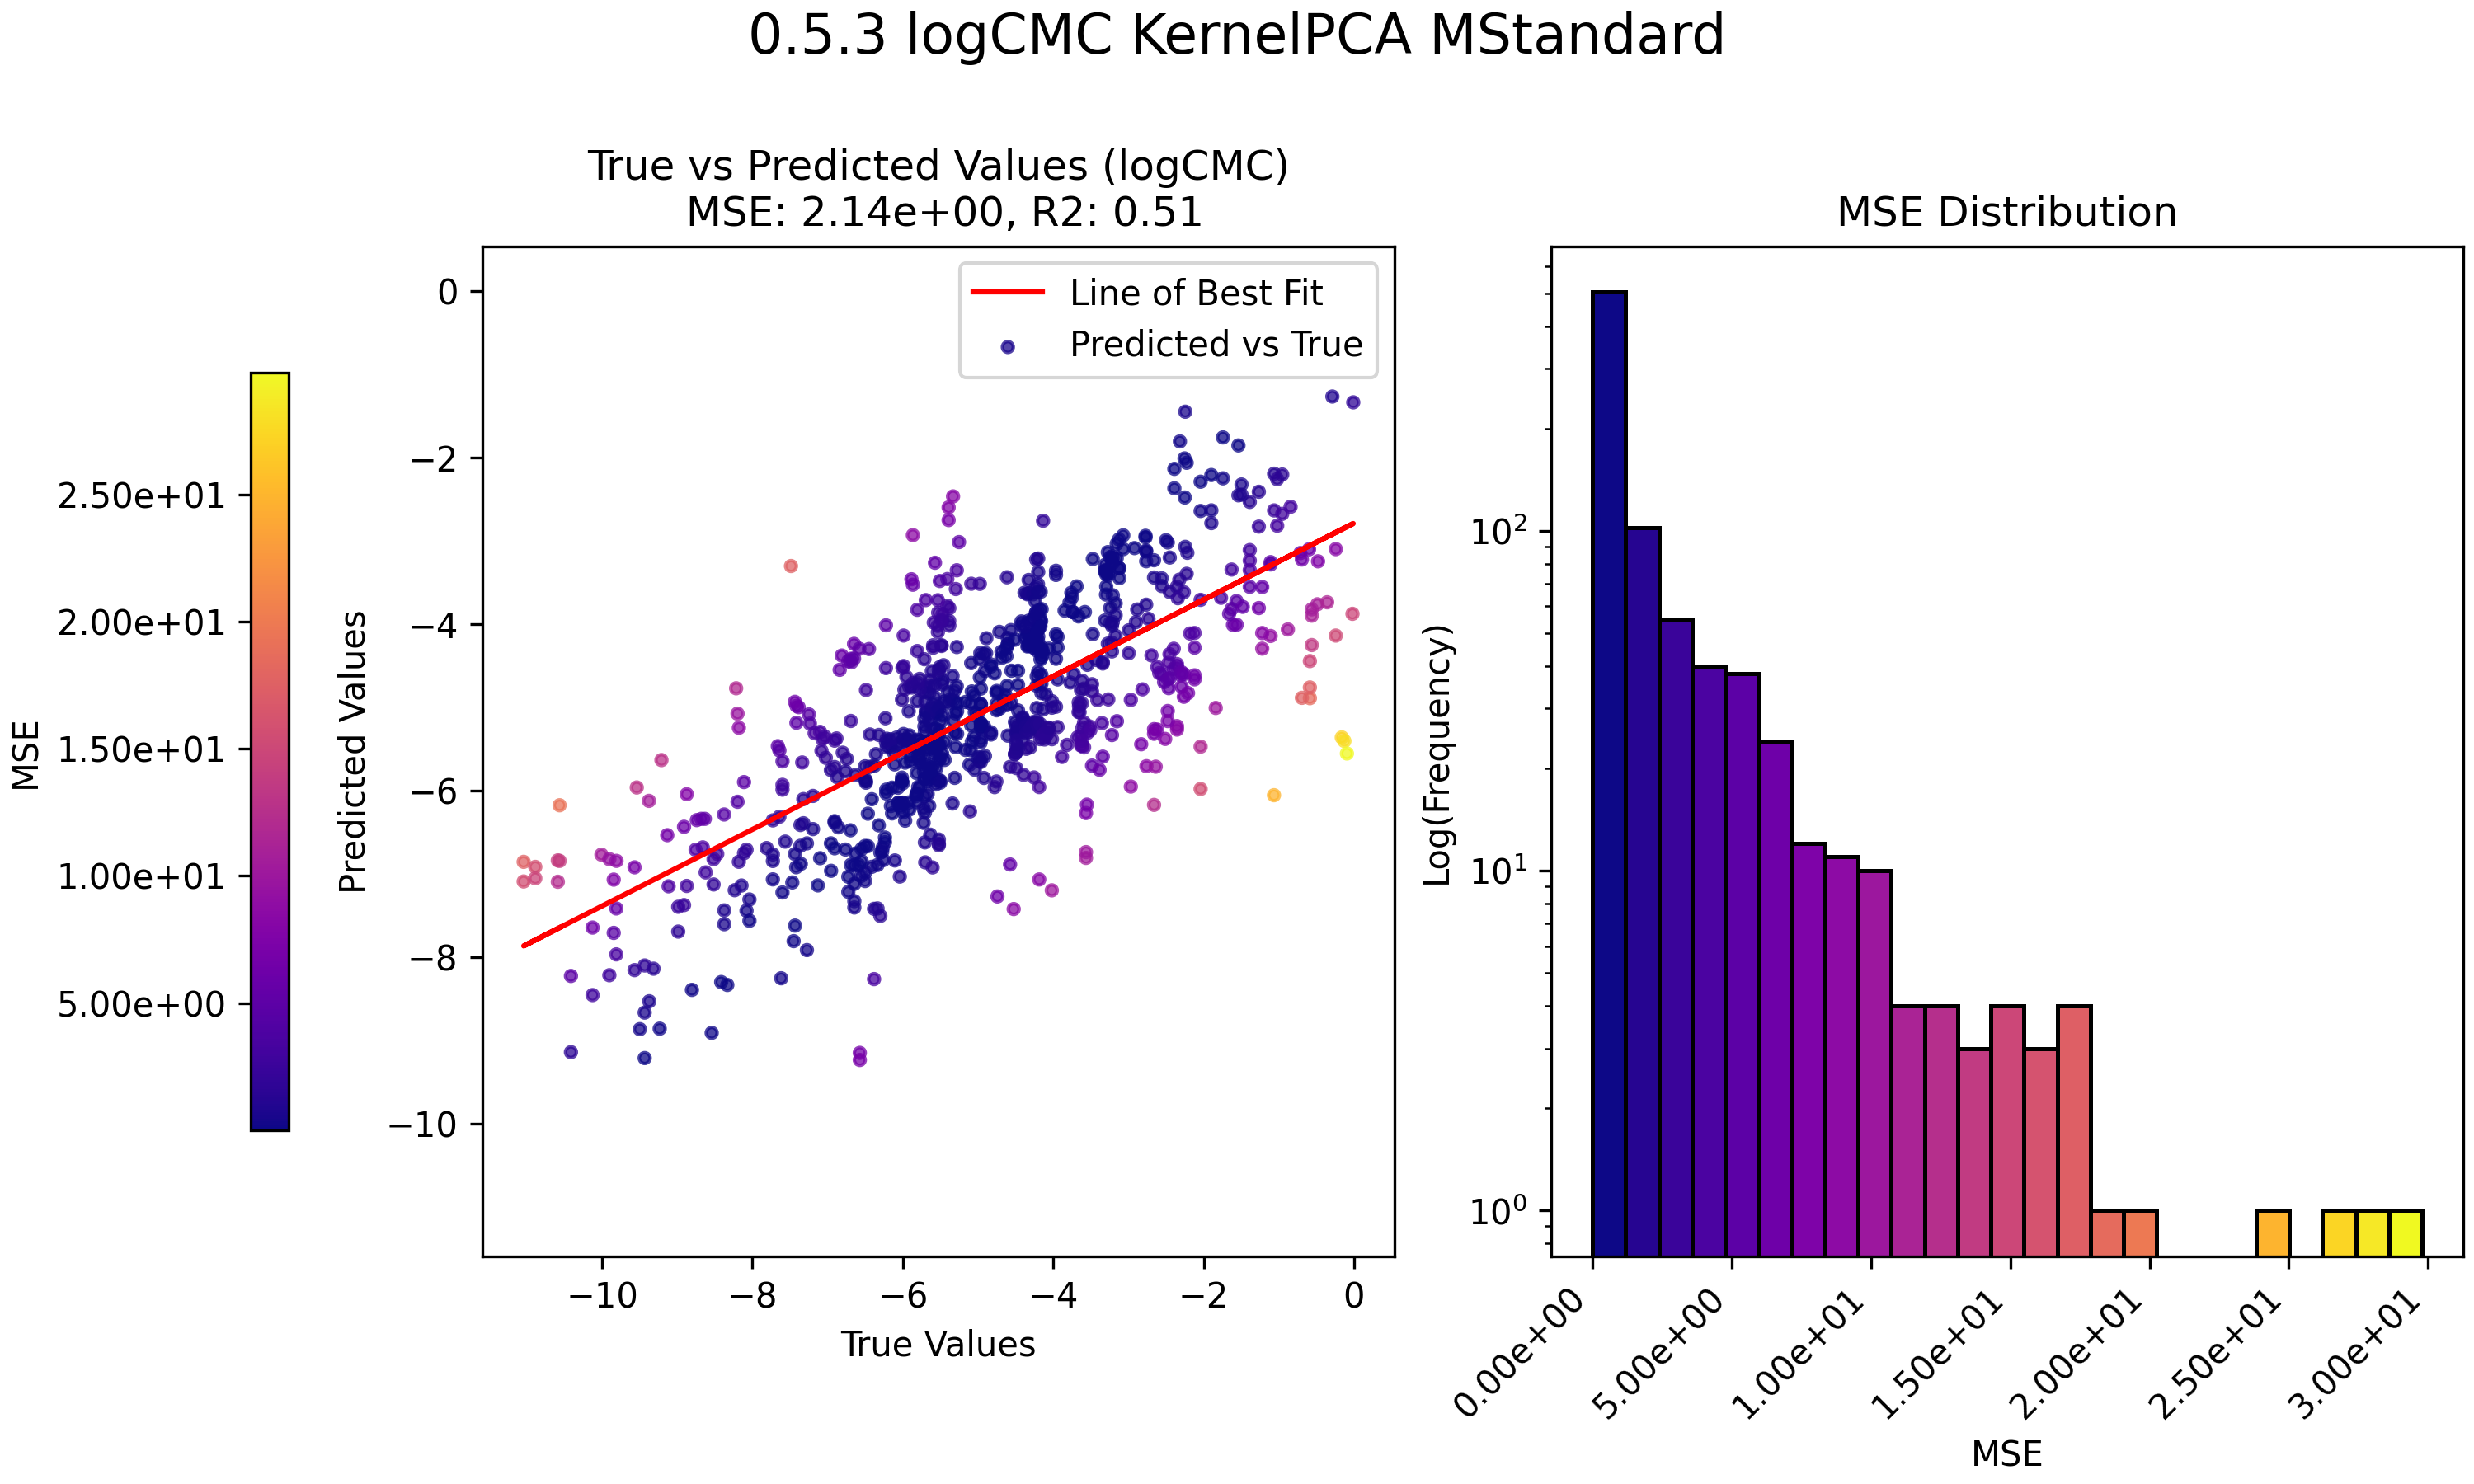 0.5.3 logCMC KernelPCA MStandard
True vs Predicted Values (logCMC)
MSE: 2.14e+00, R2: 0.51
MSE Distribution
Line of Best Fit
Predicted vs True
MSE
2.50e+01
2.00e+01
1.50e+01
1.00e+01
5.00e+00
Predicted Values
0
−2
−4
−6
−8
−10
−10 −8 −6 −4 −2 0
True Values
Log(Frequency)
10²
10¹
10⁰
0.00e+00 5.00e+00 1.00e+01 1.50e+01 2.00e+01 2.50e+01 3.00e+01
MSE